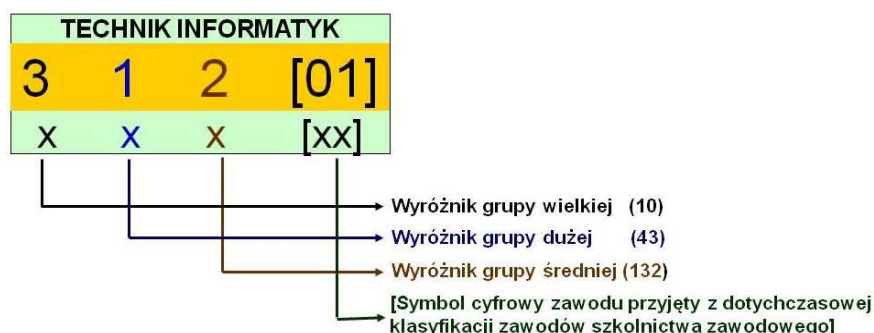 TECHNIK INFORMATYK
3 1 2 [01]
x x x [xx]
Wyróżnik grupy wielkiej (10)
Wyróżnik grupy dużej (43)
Wyróżnik grupy średniej (132)
[Symbol cyfrowy zawodu przyjęty z dotychczasowej
klasyfikacji zawodów szkolnictwa zawodowego]